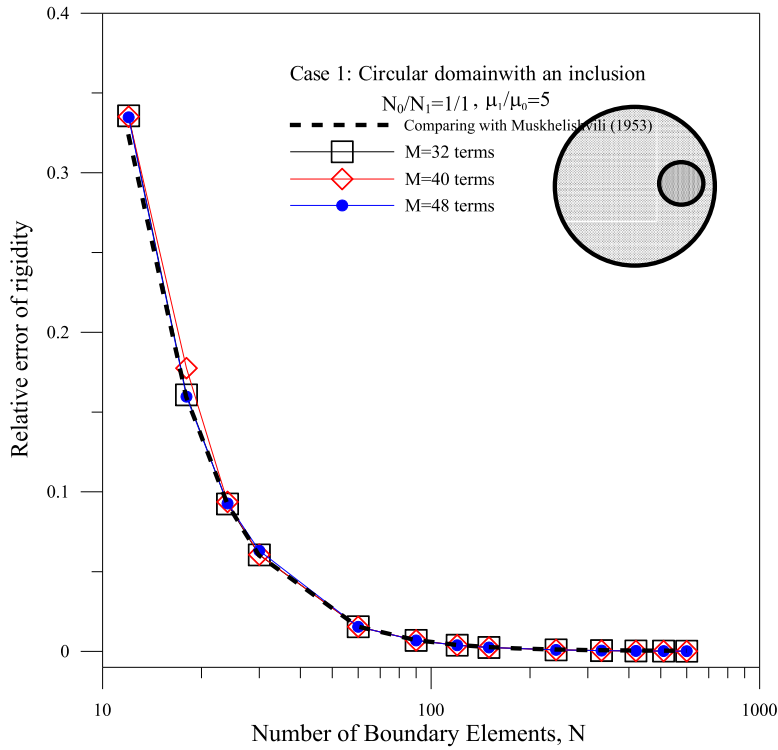 0.4
Case 1: Circular domainwith an inclusion
N₀/N₁=1/1 , μ₁/μ₀=5
Comparing with Muskhelishvili (1953)
M=32 terms
M=40 terms
M=48 terms
0.3
0.2
0.1
0
Relative error of rigidity
10
100
1000
Number of Boundary Elements, N